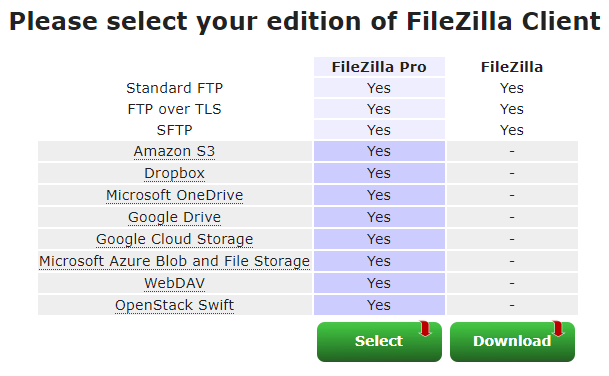 Please select your edition of FileZilla Client
FileZilla Pro FileZilla
Standard FTP Yes Yes
FTP over TLS Yes Yes
SFTP Yes Yes
Amazon S3 Yes -
Dropbox Yes -
Microsoft OneDrive Yes -
Google Drive Yes -
Google Cloud Storage Yes -
Microsoft Azure Blob and File Storage Yes -
WebDAV Yes -
OpenStack Swift Yes -
Select Download